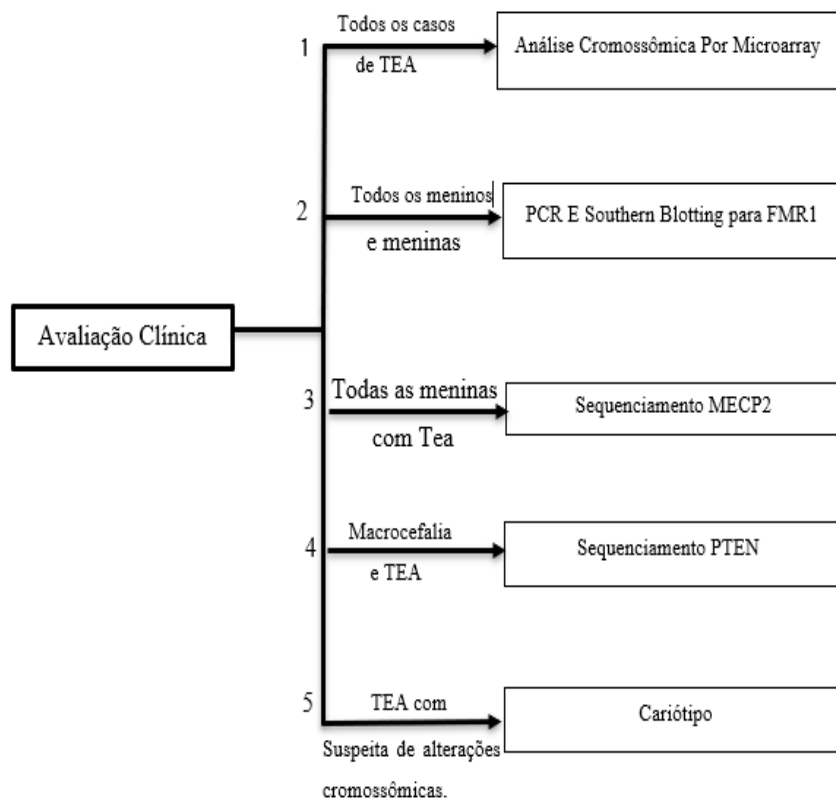 Avaliação Clínica
1
Todos os casos
de TEA
Análise Cromossômica Por Microarray
2
Todos os meninos
e meninas
PCR E Southern Blotting para FMR1
3
Todas as meninas
com Tea
Sequenciamento MECP2
4
Macrocefalia
e TEA
Sequenciamento PTEN
5
TEA com
Suspeita de alterações
cromossômicas.
Cariótipo